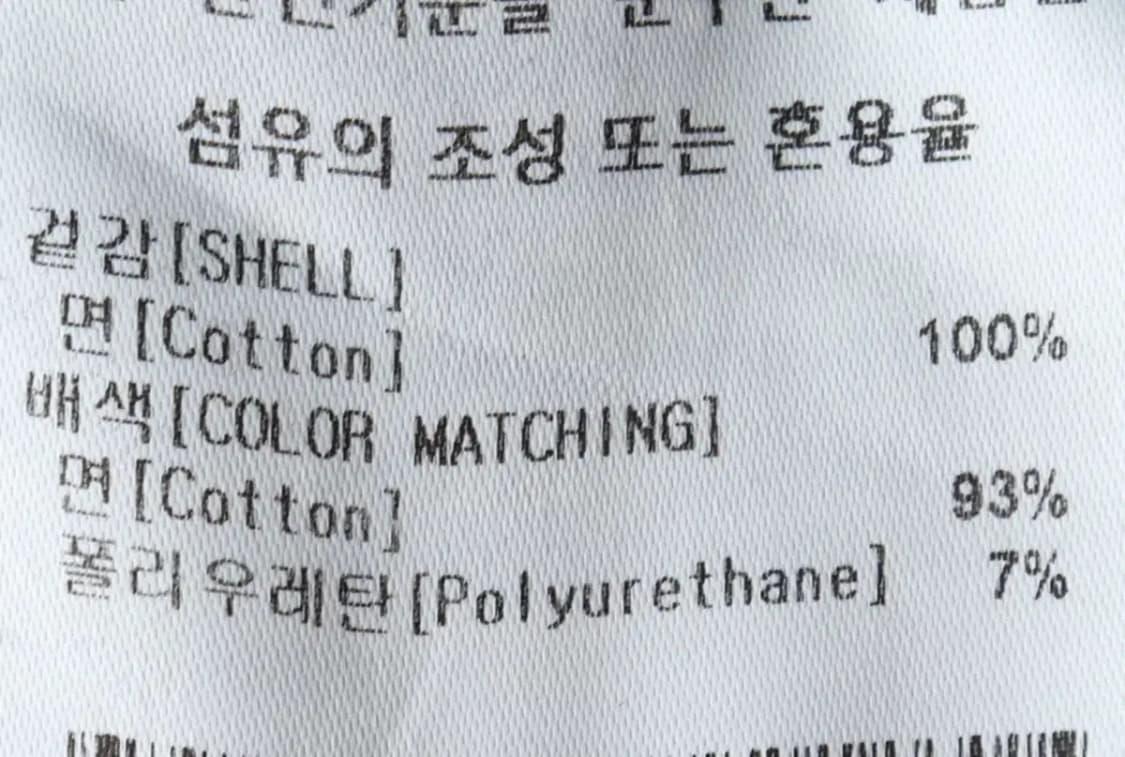 섬유의 조성 또는 혼용율
겉감[SHELL]
면[Cotton] 100%
배색[COLOR MATCHING]
면[Cotton] 93%
폴리우레탄[Polyurethane] 7%